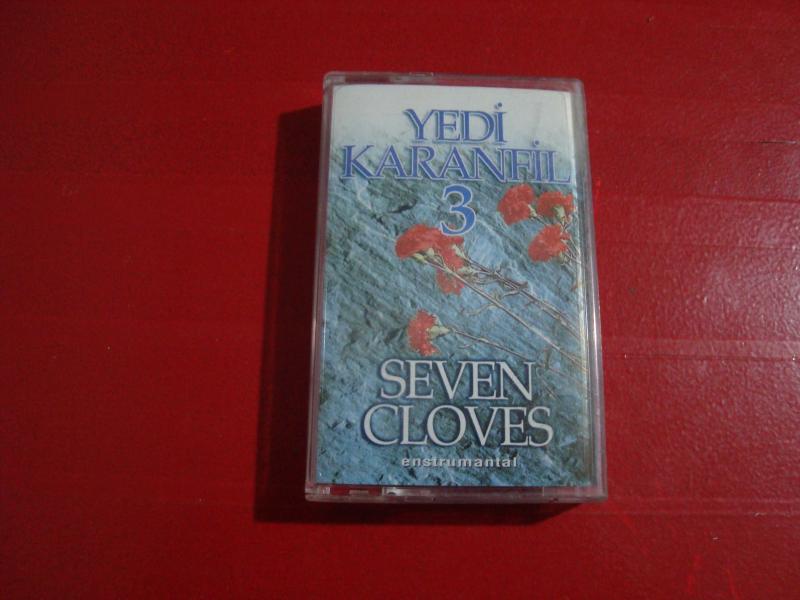 YEDİ
KARANFİL
3
SEVEN
CLOVES
enstrumantal